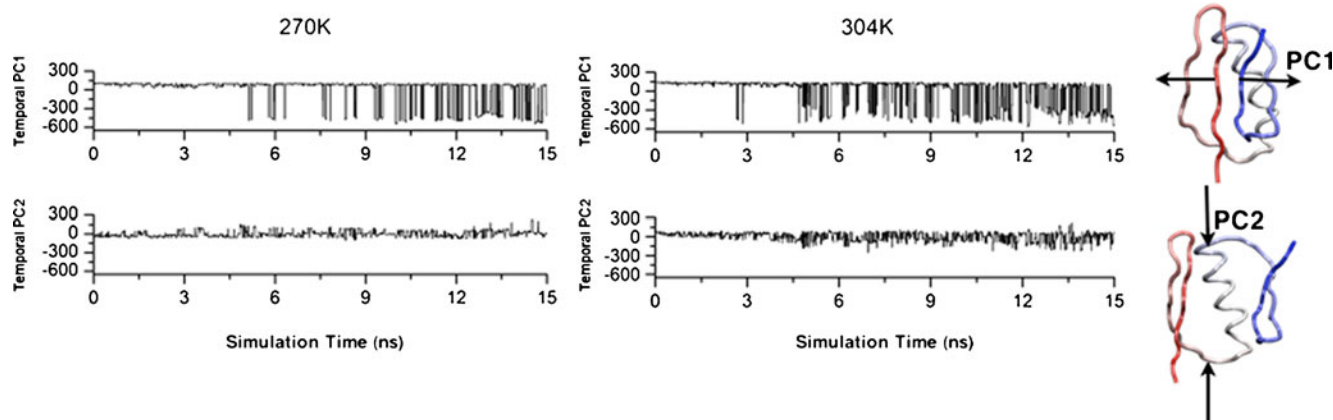 270K
Temporal PC1
300
0
-300
-600
0 3 6 9 12 15
Temporal PC2
300
0
-300
-600
0 3 6 9 12 15
Simulation Time (ns)
304K
Temporal PC1
300
0
-300
-600
0 3 6 9 12 15
Temporal PC2
300
0
-300
-600
0 3 6 9 12 15
Simulation Time (ns)
PC1
PC2